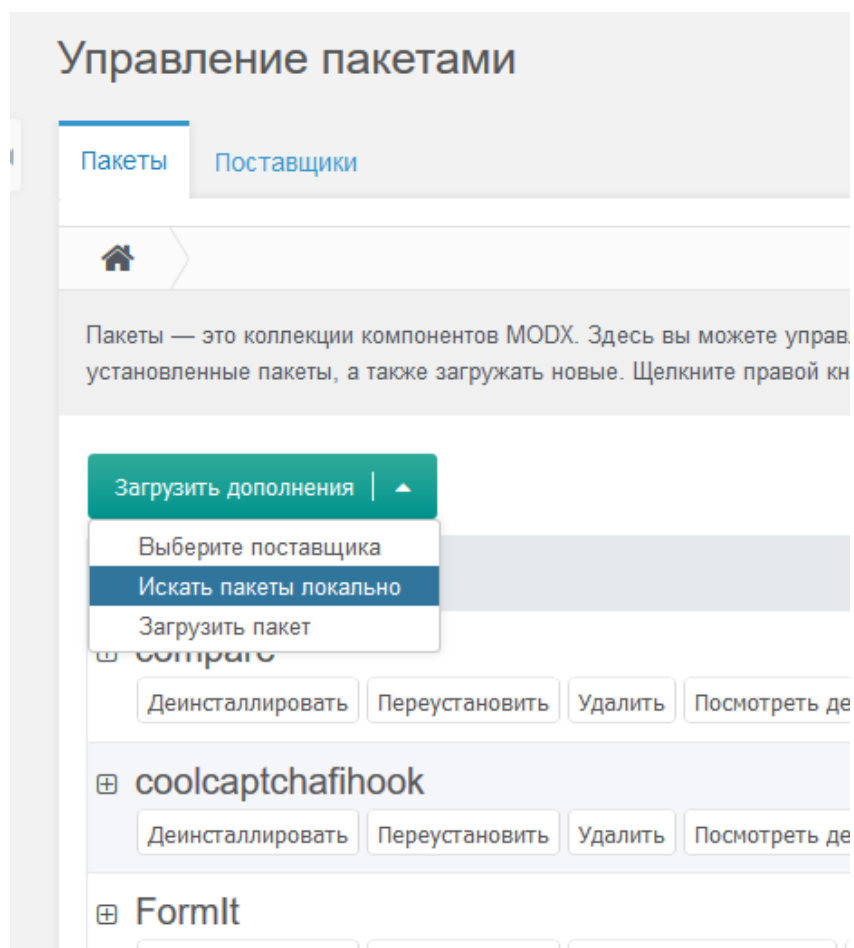 Управление пакетами
Пакеты Поставщики
Пакеты — это коллекции компонентов MODX. Здесь вы можете управ
установленные пакеты, а также загружать новые. Щелкните правой кн
Загрузить дополнения
Выберите поставщика
Искать пакеты локально
Загрузить пакет
compare
Деинсталлировать Переустановить Удалить Посмотреть де
coolcaptchafihook
Деинсталлировать Переустановить Удалить Посмотреть де
FormIt